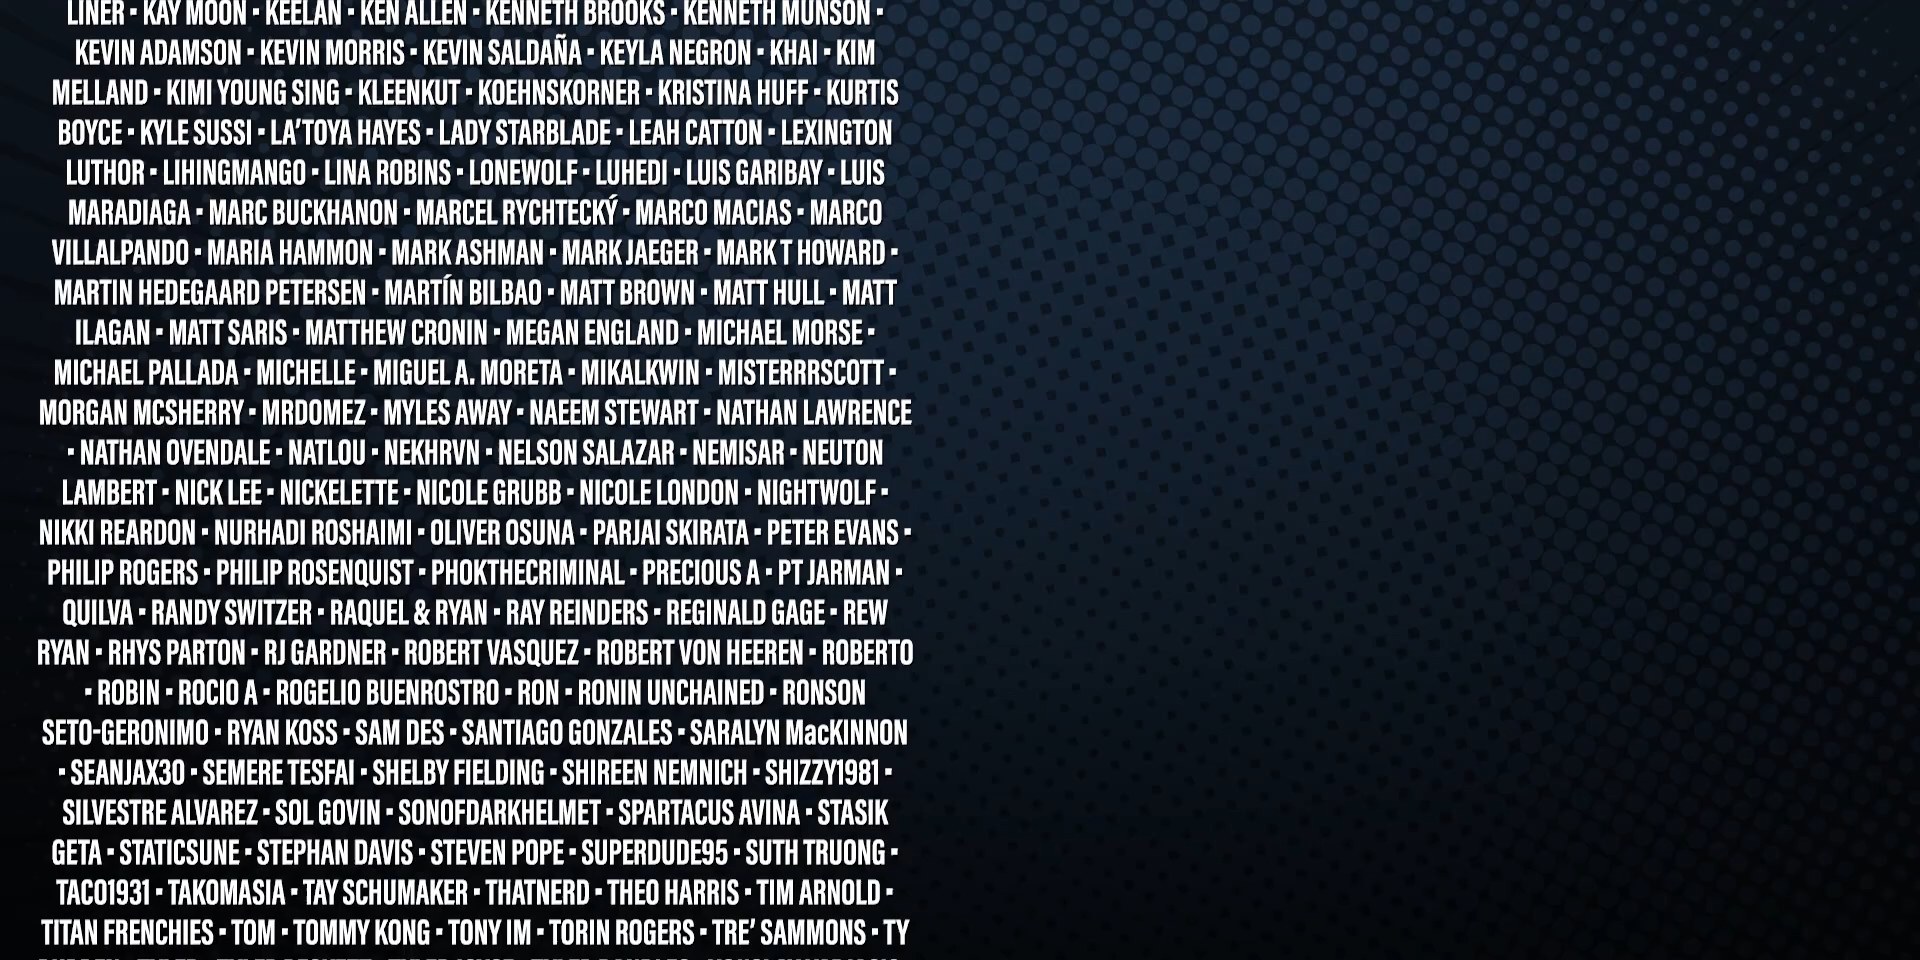 LINER • KAY MOON • KEELAN • KEN ALLEN • KENNETH BROOKS • KENNETH MUNSON •
KEVIN ADAMSON • KEVIN MORRIS • KEVIN SALDAÑA • KEYLA NEGRON • KHAI • KIM
MELLAND • KIMI YOUNG SING • KLEENKUT • KOEHNSKORNER • KRISTINA HUFF • KURTIS
BOYCE • KYLE SUSSI • LA'TOYA HAYES • LADY STARBLADE • LEAH CATTON • LEXINGTON
LUTHOR • LIHINGMANGO • LINA ROBINS • LONEWOLF • LUHEDI • LUIS GARIBAY • LUIS
MARADIAGA • MARC BUCKHANON • MARCEL RYCHTECKÝ • MARCO MACIAS • MARCO
VILLALPANDO • MARIA HAMMON • MARK ASHMAN • MARK JAEGER • MARK T HOWARD •
MARTIN HEDEGAARD PETERSEN • MARTÍN BILBAO • MATT BROWN • MATT HULL • MATT
ILAGAN • MATT SARIS • MATTHEW CRONIN • MEGAN ENGLAND • MICHAEL MORSE •
MICHAEL PALLADA • MICHELLE • MIGUEL A. MORETA • MIKALKWIN • MISTERRRSCOTT •
MORGAN MCSHERRY • MRDOMEZ • MYLES AWAY • NAEEM STEWART • NATHAN LAWRENCE
• NATHAN OVENDALE • NATLOU • NEKHRVN • NELSON SALAZAR • NEMISAR • NEUTON
LAMBERT • NICK LEE • NICKELETTE • NICOLE GRUBB • NICOLE LONDON • NIGHTWOLF •
NIKKI REARDON • NURHADI ROSHAIMI • OLIVER OSUNA • PARJAI SKIRATA • PETER EVANS •
PHILIP ROGERS • PHILIP ROSENQUIST • PHOKTHECRIMINAL • PRECIOUS A • PT JARMAN •
QUILVA • RANDY SWITZER • RAQUEL & RYAN • RAY REINDERS • REGINALD GAGE • REW
RYAN • RHYS PARTON • RJ GARDNER • ROBERT VASQUEZ • ROBERT VON HEEREN • ROBERTO
• ROBIN • ROCIO A • ROGELIO BUENROSTRO • RON • RONIN UNCHAINED • RONSON
SETO-GERONIMO • RYAN KOSS • SAM DES • SANTIAGO GONZALES • SARALYN MacKINNON
• SEANJAX30 • SEMERE TESFAI • SHELBY FIELDING • SHIREEN NEMNICH • SHIZZY1981 •
SILVESTRE ALVAREZ • SOL GOVIN • SONOFDARKHELMET • SPARTACUS AVINA • STASIK
GETA • STATICSUNE • STEPHAN DAVIS • STEVEN POPE • SUPERDUDE95 • SUTH TRUONG •
TACO1931 • TAKOMASIA • TAY SCHUMAKER • THATNERD • THEO HARRIS • TIM ARNOLD •
TITAN FRENCHIES • TOM • TOMMY KONG • TONY IM • TORIN ROGERS • TRE' SAMMONS • TY